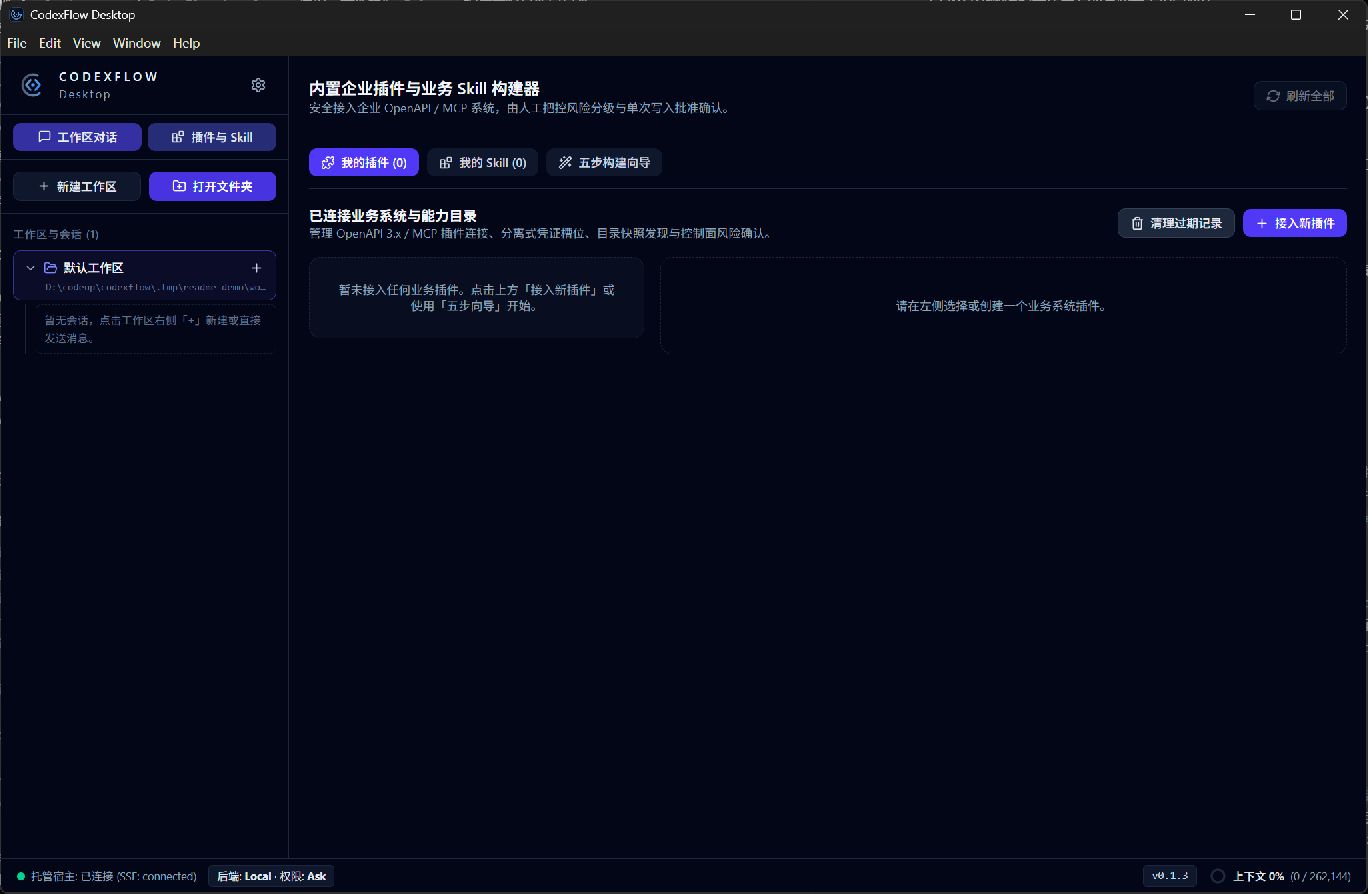 CodexFlow Desktop
File Edit View Window Help
CODEXFLOW
Desktop
工作区对话
插件与 Skill
新建工作区
打开文件夹
工作区与会话 (1)
默认工作区
D:\codeup\codexflow\.tmp\readme-demo\wo…
暂无会话，点击工作区右侧「+」新建或直接
发送消息。
内置企业插件与业务 Skill 构建器
安全接入企业 OpenAPI / MCP 系统，由人工把控风险分级与单次写入批准确认。
刷新全部
我的插件 (0)
我的 Skill (0)
五步构建向导
已连接业务系统与能力目录
管理 OpenAPI 3.x / MCP 插件连接、分离式凭证槽位、目录快照发现与控制面风险确认。
清理过期记录
接入新插件
暂未接入任何业务插件。点击上方「接入新插件」或
使用「五步向导」开始。
请在左侧选择或创建一个业务系统插件。
托管宿主: 已连接 (SSE: connected)
后端: Local · 权限: Ask
v0.1.3
上下文 0% (0 / 262,144)